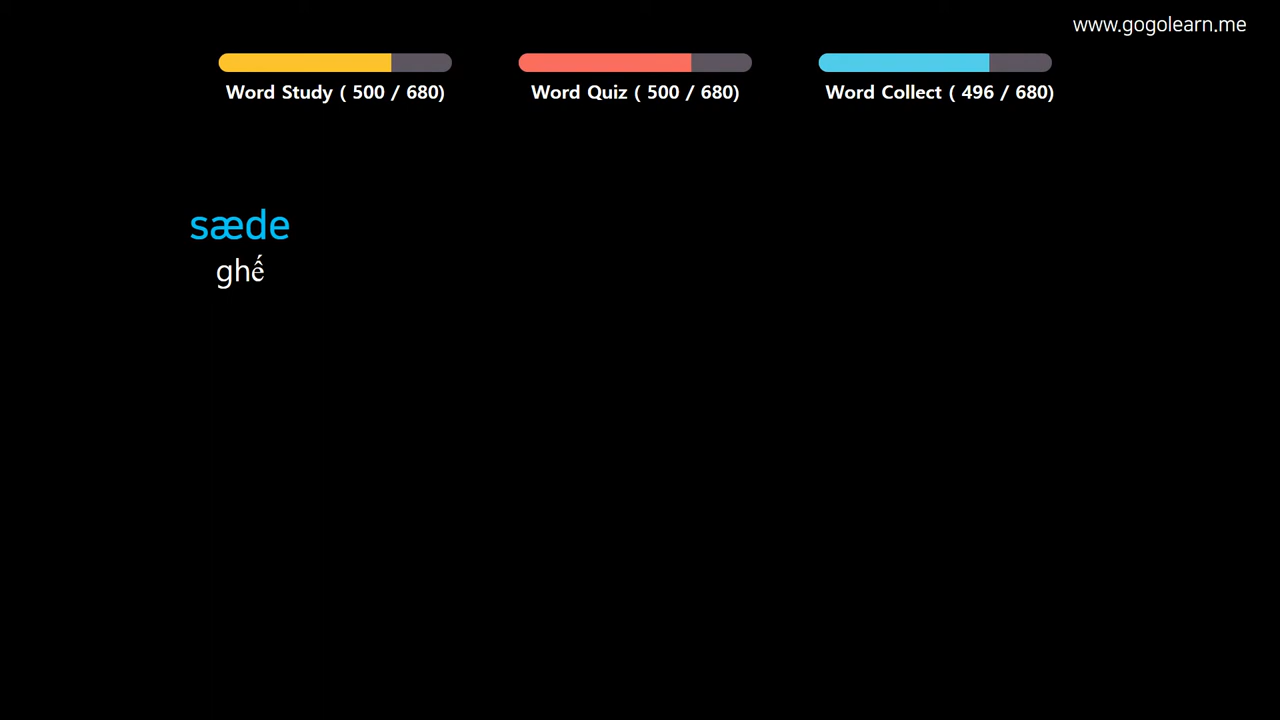 www.gogolearn.me
Word Study ( 500 / 680)
Word Quiz ( 500 / 680)
Word Collect ( 496 / 680)
sæde
ghế